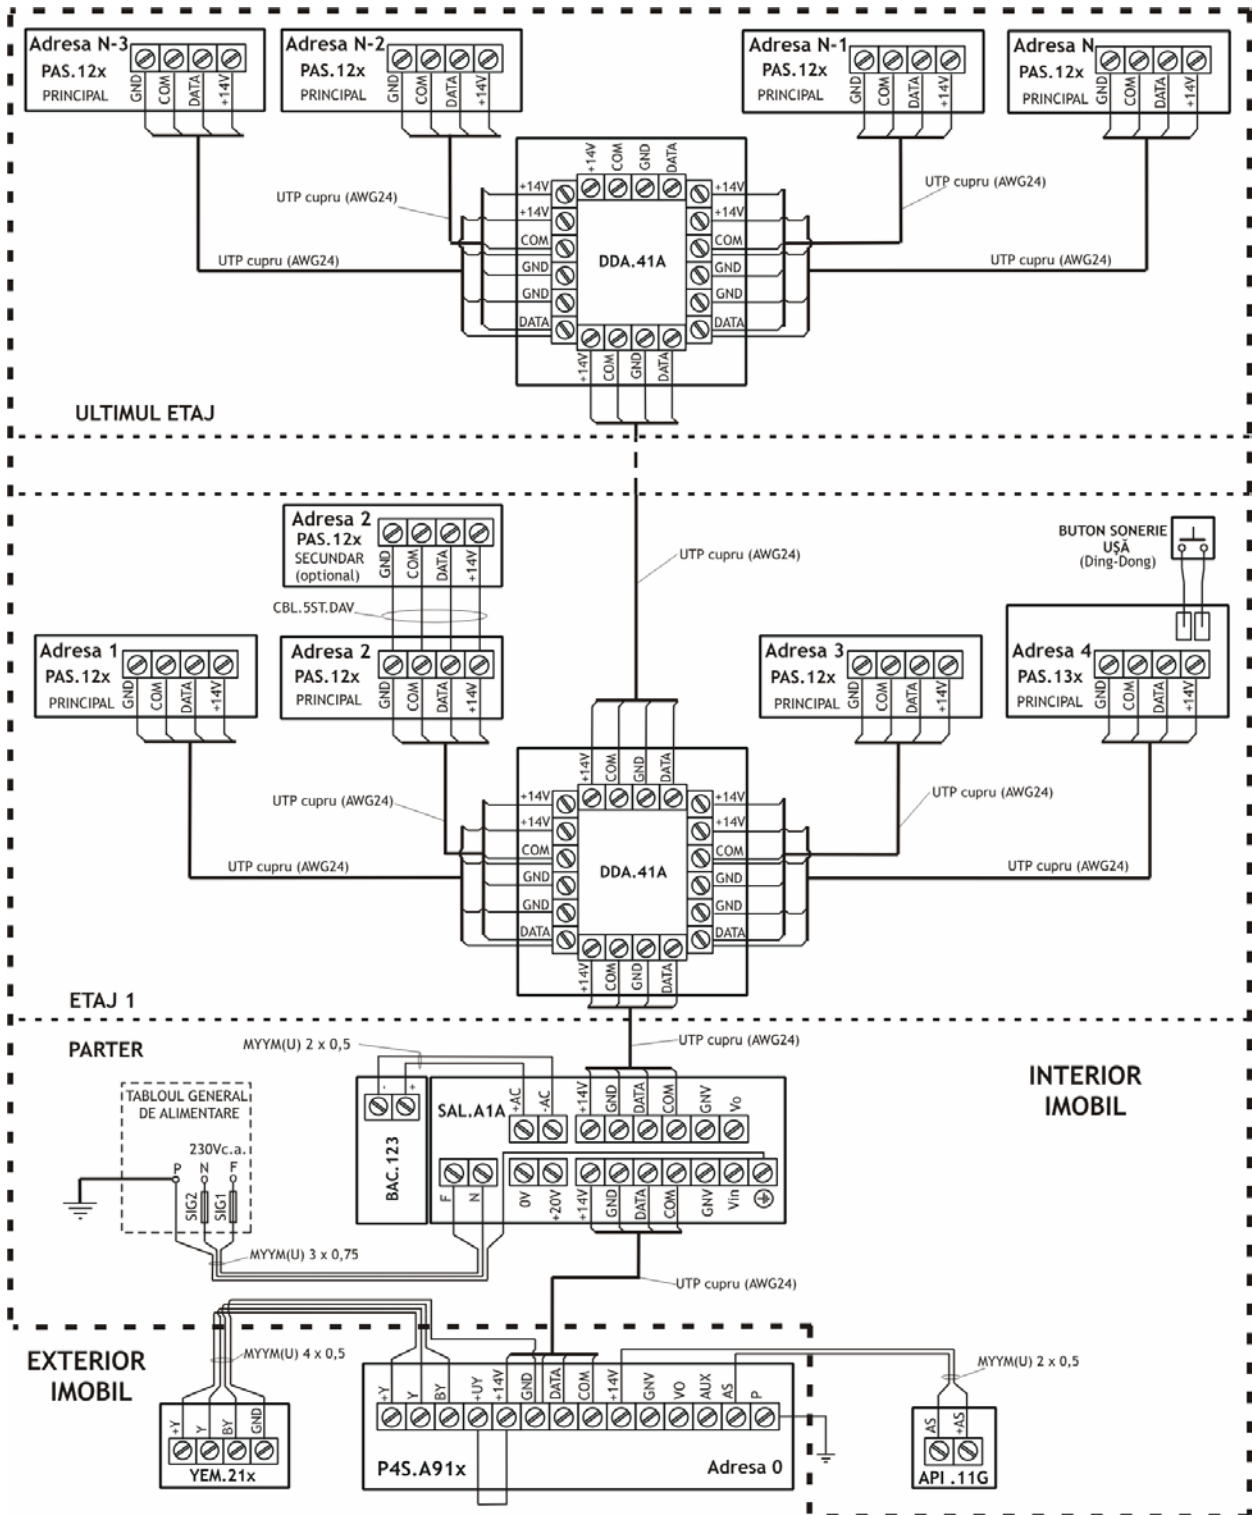 Adresa N-3
PAS.12x
PRINCIPAL
GND
COM
DATA
+14V
Adresa N-2
PAS.12x
PRINCIPAL
GND
COM
DATA
+14V
Adresa N-1
PAS.12x
PRINCIPAL
GND
COM
DATA
+14V
Adresa N
PAS.12x
PRINCIPAL
GND
COM
DATA
+14V
+14V
COM
GND
DATA
UTP cupru (AWG24)
UTP cupru (AWG24)
+14V
+14V
COM
GND
GND
DATA
DDA.41A
+14V
+14V
COM
GND
GND
DATA
UTP cupru (AWG24)
UTP cupru (AWG24)
+14V
COM
GND
DATA
ULTIMUL ETAJ
Adresa 2
PAS.12x
SECUNDAR
(optional)
GND
COM
DATA
+14V
CBL.5ST.DAV
UTP cupru (AWG24)
BUTON SONERIE
UȘĂ
(Ding-Dong)
Adresa 1
PAS.12x
PRINCIPAL
GND
COM
DATA
+14V
Adresa 2
PAS.12x
PRINCIPAL
GND
COM
DATA
+14V
Adresa 3
PAS.12x
PRINCIPAL
GND
COM
DATA
+14V
Adresa 4
PAS.13x
PRINCIPAL
GND
COM
DATA
+14V
+14V
COM
GND
DATA
UTP cupru (AWG24)
UTP cupru (AWG24)
+14V
+14V
COM
GND
GND
DATA
DDA.41A
+14V
+14V
COM
GND
GND
DATA
UTP cupru (AWG24)
UTP cupru (AWG24)
+14V
COM
GND
DATA
ETAJ 1
PARTER
MYYM(U) 2 x 0,5
UTP cupru (AWG24)
INTERIOR
IMOBIL
TABLOUL GENERAL
DE ALIMENTARE
230Vc.a.
P N F
SIG2
SIG1
MYYM(U) 3 x 0,75
-
+
BAC.123
SAL.A1A
+AC
-AC
+14V
GND
DATA
COM
GNV
Vo
F
N
0V
+20V
+14V
GND
DATA
COM
GNV
Vin
UTP cupru (AWG24)
EXTERIOR
IMOBIL
MYYM(U) 4 x 0,5
+Y
Y
BY
GND
YEM.21x
+Y
Y
BY
+UY
+14V
GND
DATA
COM
+14V
GNV
VO
AUX
AS
P
P4S.A91x
Adresa 0
MYYM(U) 2 x 0,5
AS
+AS
API .11G